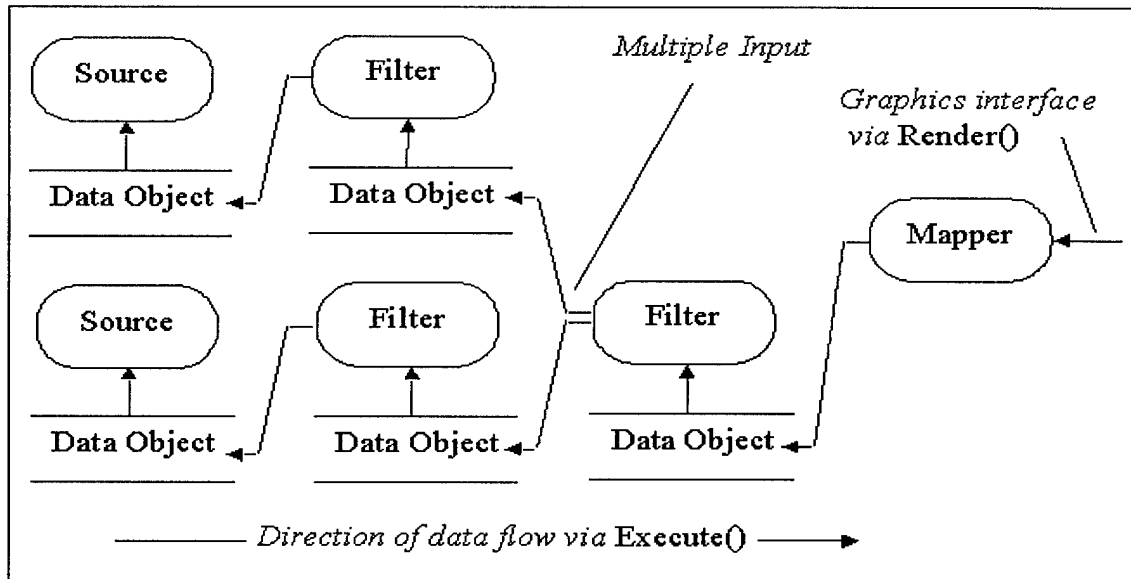 Source
Filter
Multiple Input
Graphics interface
via Render()
Data Object
Data Object
Mapper
Source
Filter
Filter
Data Object
Data Object
Data Object
Direction of data flow via Execute()